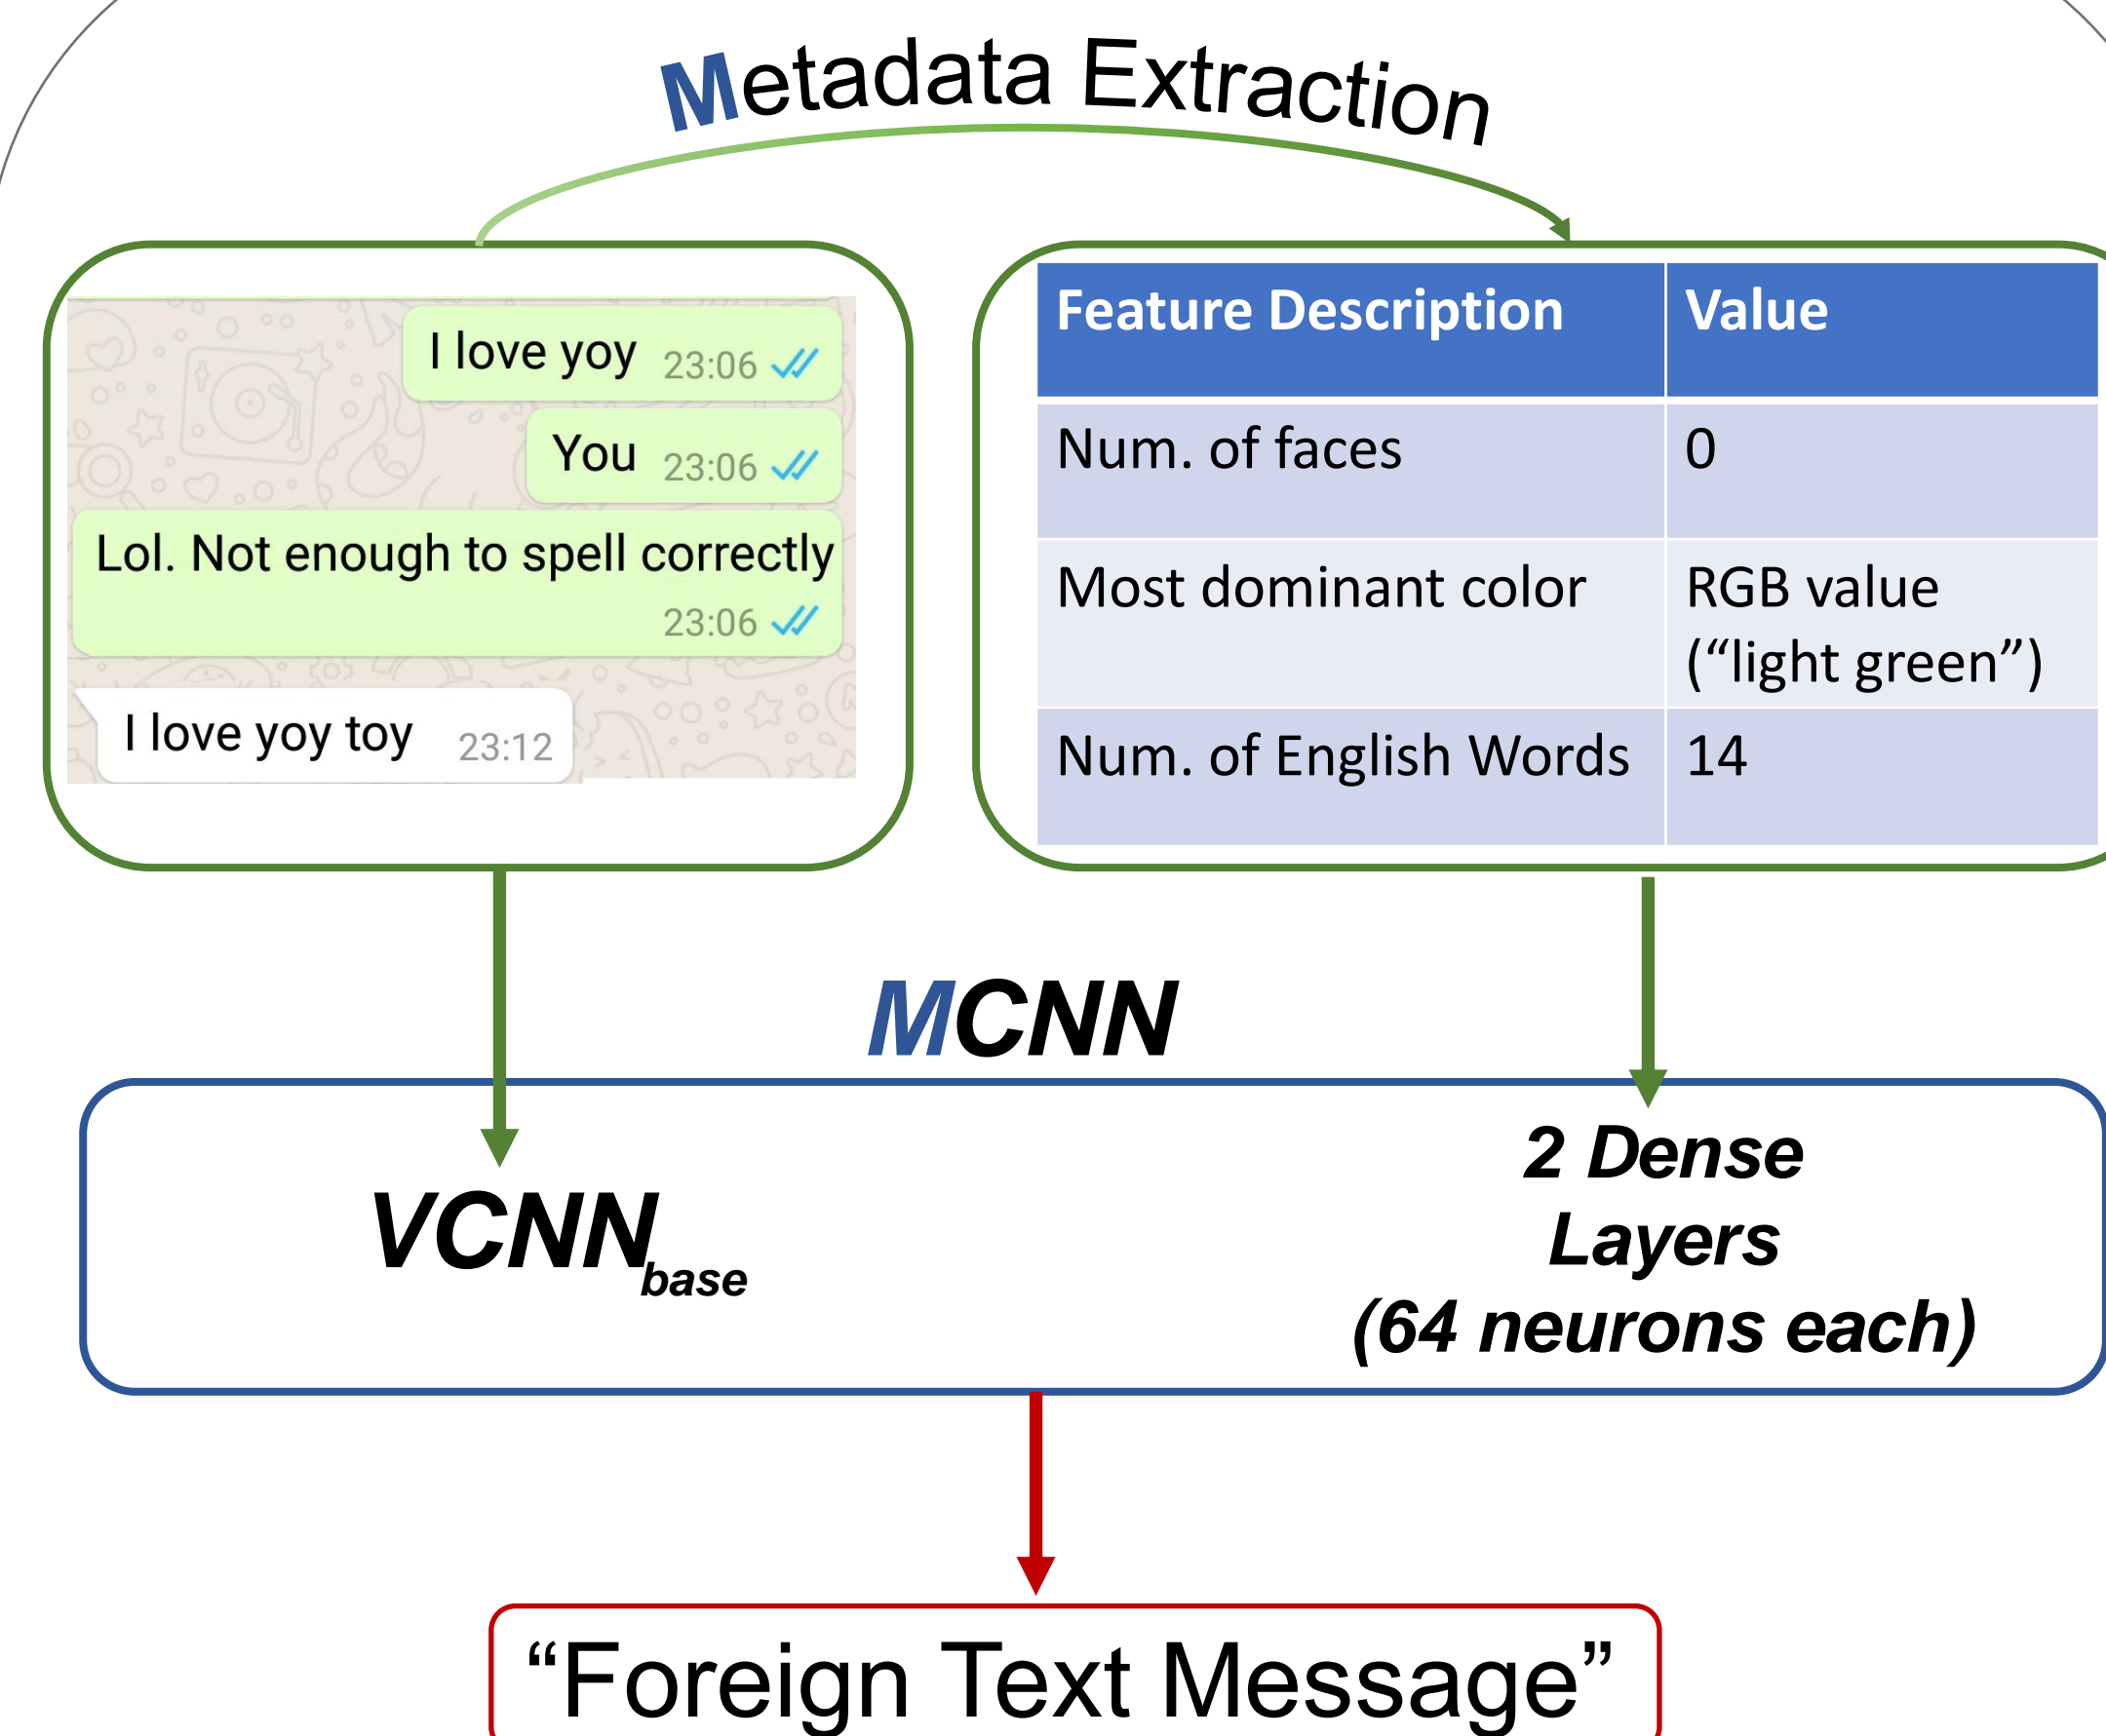 Metadata Extraction
I love yoy 23:06
You 23:06
Lol. Not enough to spell correctly
23:06
I love yoy toy 23:12
Feature Description Value
Num. of faces 0
Most dominant color RGB value
(“light green”)
Num. of English Words 14
MCNN
VCNNbase
2 Dense
Layers
(64 neurons each)
“Foreign Text Message”